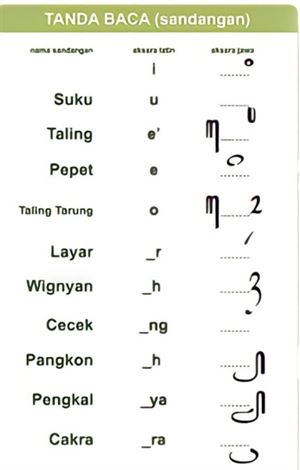 TANDA BACA (sandangan)
nama sandangan aksara latin aksara jawa
i ꦶ
Suku u ꦸ
Taling e' ꦺ
Pepet e ꦼ
Taling Tarung o ꦺ ꦴ
Layar _r ꦂ
Wignyan _h ꦃ
Cecek _ng ꦁ
Pangkon _h ꧀
Pengkal _ya ꦾ
Cakra _ra ꦿ